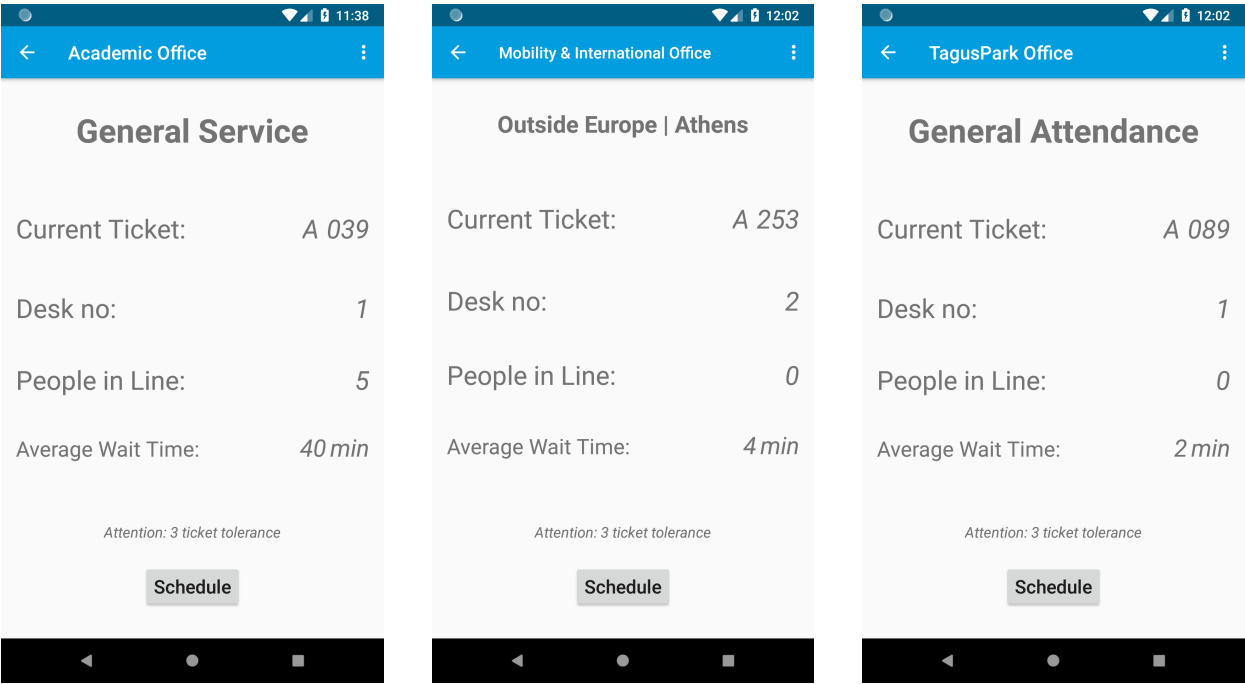 11:38
Academic Office
General Service
Current Ticket: A 039
Desk no: 1
People in Line: 5
Average Wait Time: 40 min
Attention: 3 ticket tolerance
Schedule
12:02
Mobility & International Office
Outside Europe | Athens
Current Ticket: A 253
Desk no: 2
People in Line: 0
Average Wait Time: 4 min
Attention: 3 ticket tolerance
Schedule
12:02
TagusPark Office
General Attendance
Current Ticket: A 089
Desk no: 1
People in Line: 0
Average Wait Time: 2 min
Attention: 3 ticket tolerance
Schedule